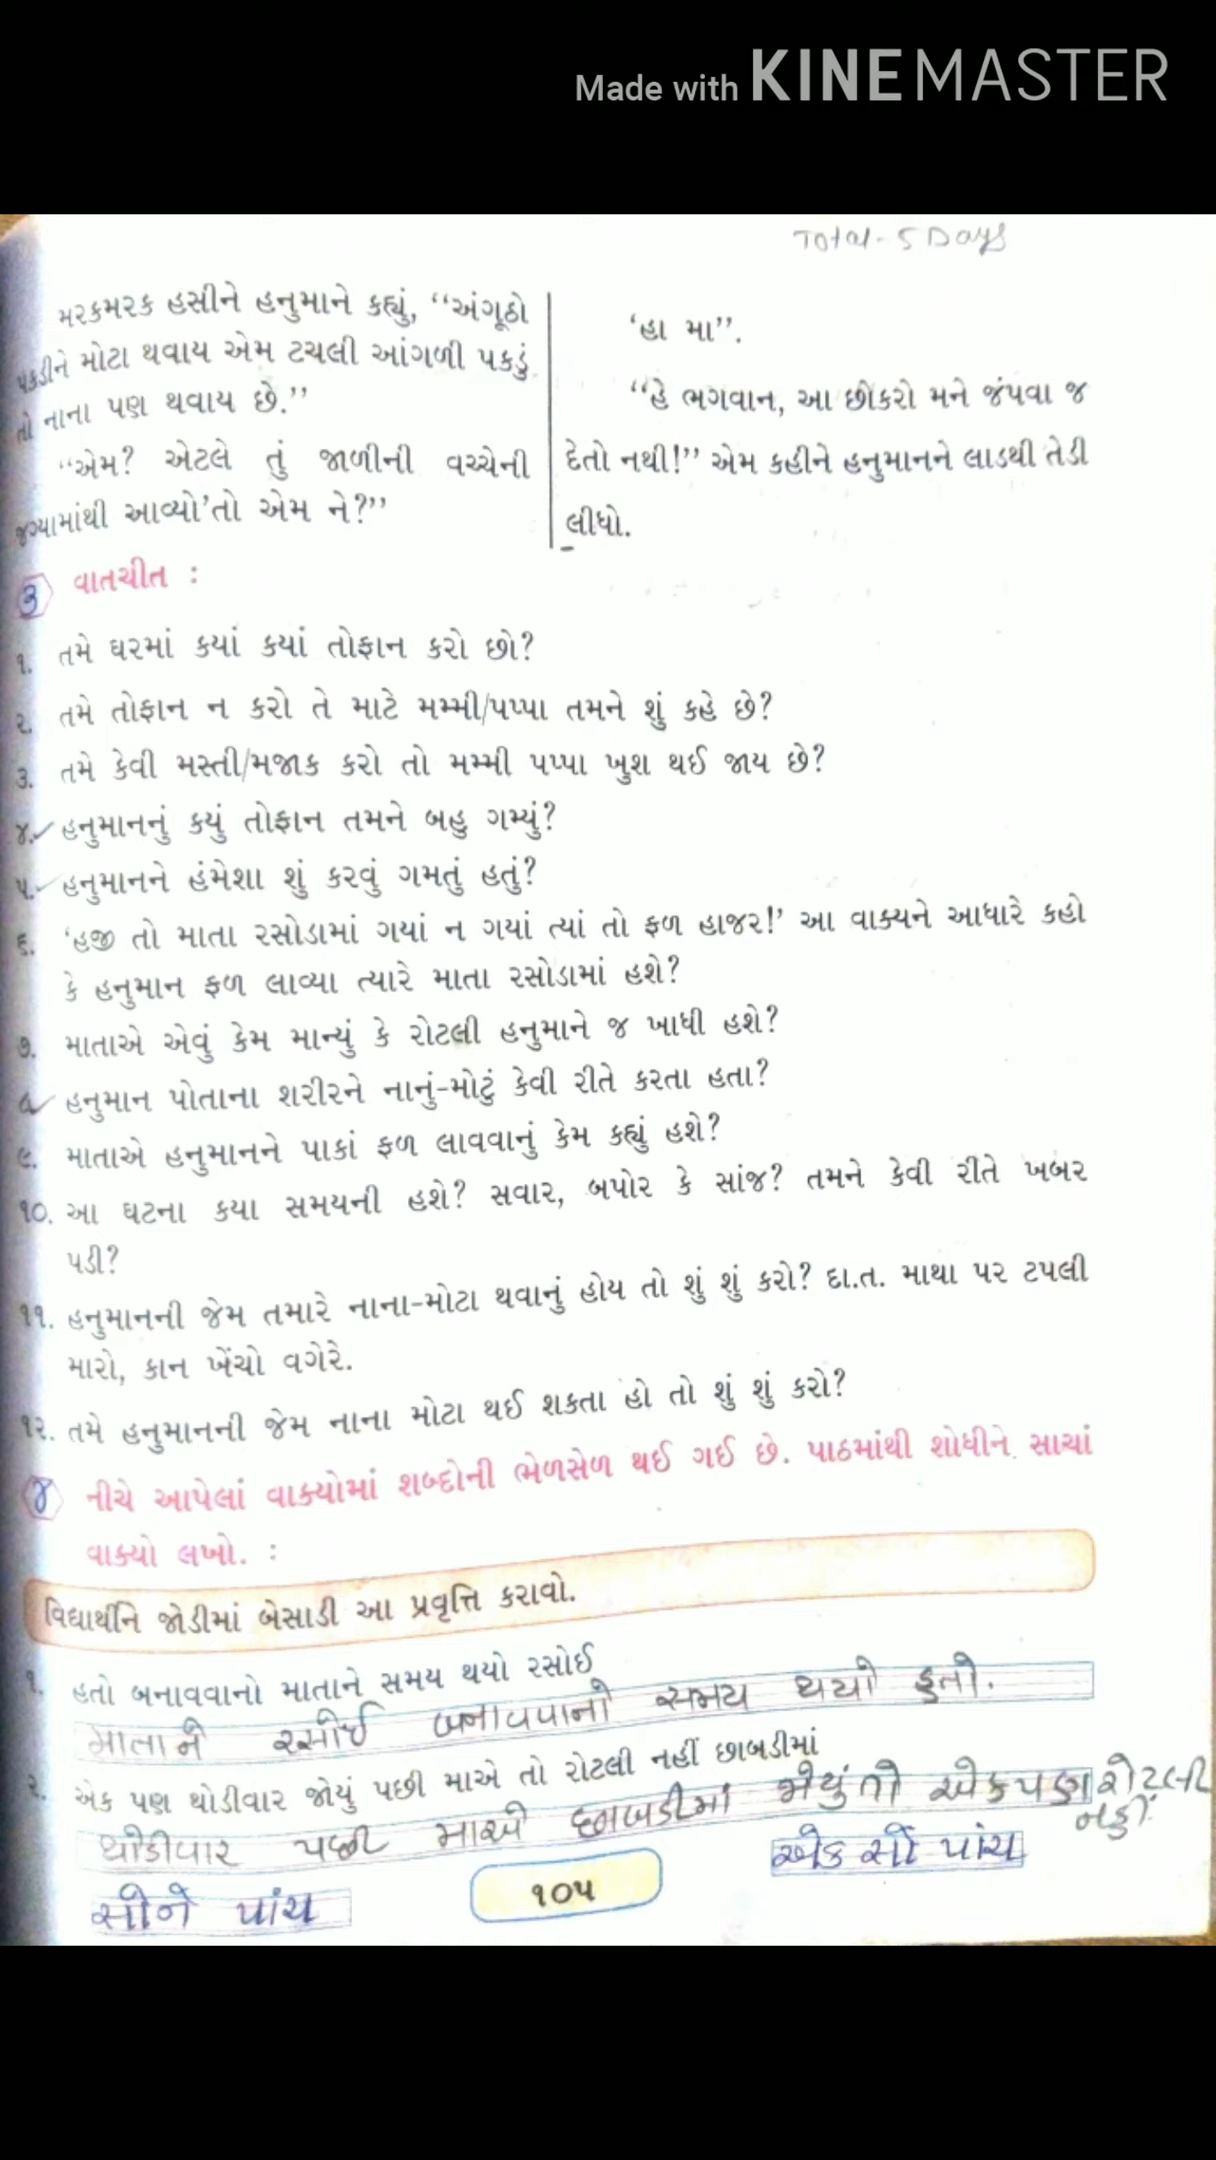 Made with KINEMASTER
Total - 5 Days
મરકમરક હસીને હનુમાને કહ્યું, “અંગૂઠો
પકડીને મોટા થવાય એમ ટચલી આંગળી પકડું
તો નાના પણ થવાય છે.”
“એમ? એટલે તું જાળીની વચ્ચેની
જગ્યામાંથી આવ્યો’તો એમ ને?”
‘હા મા”.
“હે ભગવાન, આ છોકરો મને જંપવા જ
દેતો નથી!” એમ કહીને હનુમાનને લાડથી તેડી
લીધો.
૩ વાતચીત :
૧. તમે ઘરમાં કયાં કયાં તોફાન કરો છો?
૨. તમે તોફાન ન કરો તે માટે મમ્મી/પપ્પા તમને શું કહે છે?
૩. તમે કેવી મસ્તી/મજાક કરો તો મમ્મી પપ્પા ખુશ થઈ જાય છે?
૪. હનુમાનનું કયું તોફાન તમને બહુ ગમ્યું?
૫. હનુમાનને હંમેશા શું કરવું ગમતું હતું?
૬. ‘હજી તો માતા રસોડામાં ગયાં ન ગયાં ત્યાં તો ફળ હાજર!’ આ વાક્યને આધારે કહો
કે હનુમાન ફળ લાવ્યા ત્યારે માતા રસોડામાં હશે?
૭. માતાએ એવું કેમ માન્યું કે રોટલી હનુમાને જ ખાધી હશે?
૮. હનુમાન પોતાના શરીરને નાનું-મોટું કેવી રીતે કરતા હતા?
૯. માતાએ હનુમાનને પાકાં ફળ લાવવાનું કેમ કહ્યું હશે?
૧૦. આ ઘટના કયા સમયની હશે? સવાર, બપોર કે સાંજ? તમને કેવી રીતે ખબર
પડી?
૧૧. હનુમાનની જેમ તમારે નાના-મોટા થવાનું હોય તો શું શું કરો? દા.ત. માથા પર ટપલી
મારો, કાન ખેંચો વગેરે.
૧૨. તમે હનુમાનની જેમ નાના મોટા થઈ શકતા હો તો શું શું કરો?
૪ નીચે આપેલાં વાક્યોમાં શબ્દોની ભેળસેળ થઈ ગઈ છે. પાઠમાંથી શોધીને સાચાં
વાક્યો લખો. :
વિદ્યાર્થીને જોડીમાં બેસાડી આ પ્રવૃત્તિ કરાવો.
૧. હતો બનાવવાનો માતાને સમય થયો રસોઈ
માતાને રસોઈ બનાવવાનો સમય થયો હતો.
૨. એક પણ થોડીવાર જોયું પછી માએ તો રોટલી નહીં છાબડીમાં
થોડીવાર પછી માએ છાબડીમાં જોયું તો એક પણ રોટલી
નહીં
એક સો પાંચ
૧૦૫
સોને પાંચ